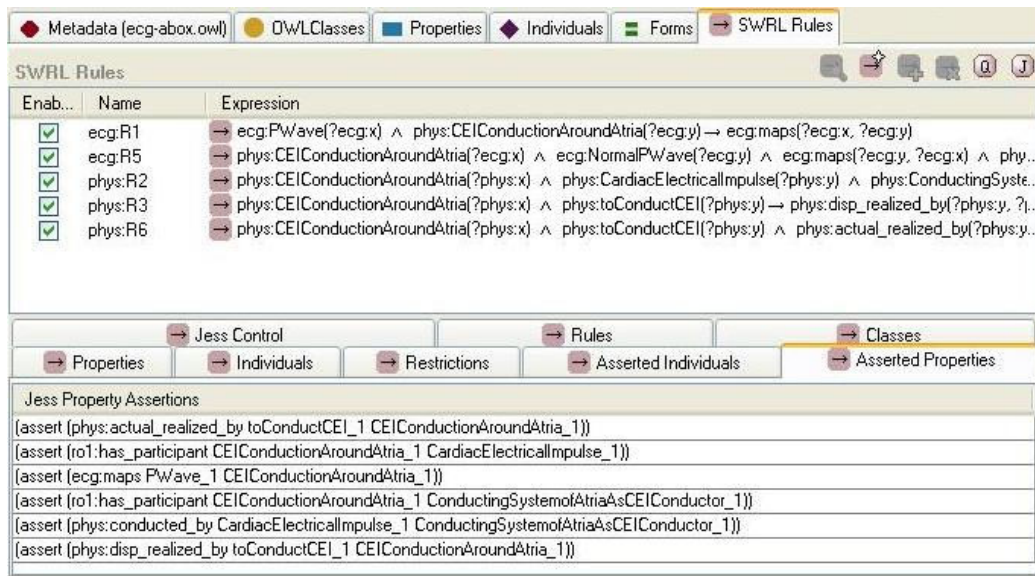 Metadata (ecg-abox.owl) OWLClasses Properties Individuals Forms SWRL Rules
SWRL Rules
Enab... Name Expression
ecg:R1 → ecg:PWave(?ecg:x) ∧ phys:CEIConductionAroundAtria(?ecg:y) → ecg:maps(?ecg:x, ?ecg:y)
ecg:R5 → phys:CEIConductionAroundAtria(?ecg:x) ∧ ecg:NormalPWave(?ecg:y) ∧ ecg:maps(?ecg:y, ?ecg:x) ∧ phy...
phys:R2 → phys:CEIConductionAroundAtria(?phys:x) ∧ phys:CardiacElectricalImpulse(?phys:y) ∧ phys:ConductingSyste...
phys:R3 → phys:CEIConductionAroundAtria(?phys:x) ∧ phys:toConductCEI(?phys:y) → phys:disp_realized_by(?phys:y, ?p...
phys:R6 → phys:CEIConductionAroundAtria(?phys:x) ∧ phys:toConductCEI(?phys:y) ∧ phys:actual_realized_by(?phys:y...
→ Jess Control → Rules → Classes
→ Properties → Individuals → Restrictions → Asserted Individuals → Asserted Properties
Jess Property Assertions
(assert (phys:actual_realized_by toConductCEI_1 CEIConductionAroundAtria_1))
(assert (ro1:has_participant CEIConductionAroundAtria_1 CardiacElectricalImpulse_1))
(assert (ecg:maps PWave_1 CEIConductionAroundAtria_1))
(assert (ro1:has_participant CEIConductionAroundAtria_1 ConductingSystemofAtriaAsCEIConductor_1))
(assert (phys:conducted_by CardiacElectricalImpulse_1 ConductingSystemofAtriaAsCEIConductor_1))
(assert (phys:disp_realized_by toConductCEI_1 CEIConductionAroundAtria_1))